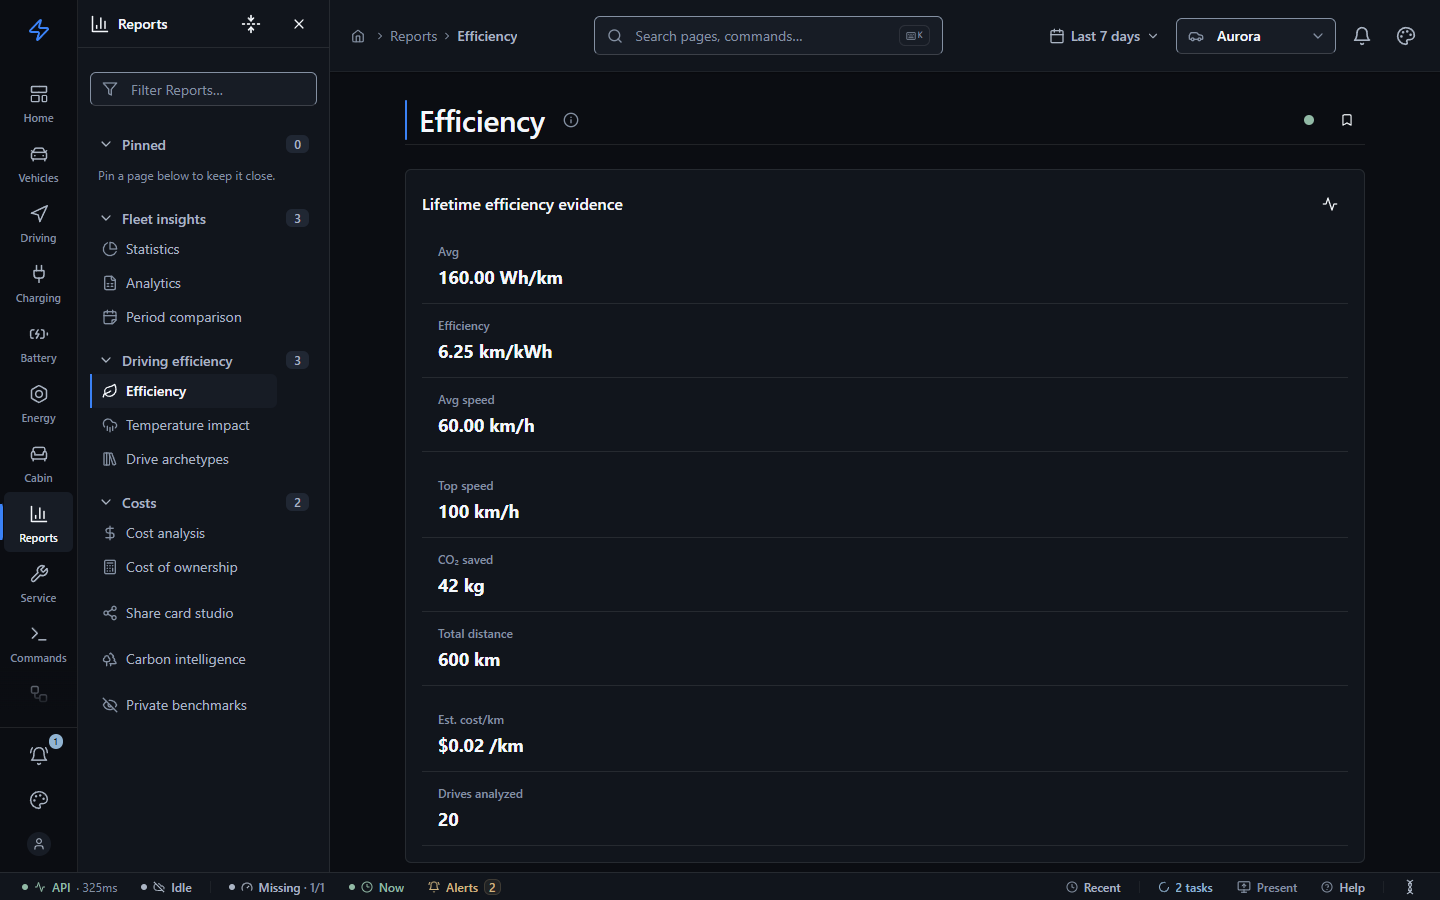 Home
Vehicles
Driving
Charging
Battery
Energy
Cabin
Reports
Service
Commands
1
Reports
Filter Reports...
Pinned 0
Pin a page below to keep it close.
Fleet insights 3
Statistics
Analytics
Period comparison
Driving efficiency 3
Efficiency
Temperature impact
Drive archetypes
Costs 2
Cost analysis
Cost of ownership
Share card studio
Carbon intelligence
Private benchmarks
Reports Efficiency
Search pages, commands... K
Last 7 days
Aurora
Efficiency
Lifetime efficiency evidence
Avg
160.00 Wh/km
Efficiency
6.25 km/kWh
Avg speed
60.00 km/h
Top speed
100 km/h
CO₂ saved
42 kg
Total distance
600 km
Est. cost/km
$0.02 /km
Drives analyzed
20
API · 325ms Idle Missing · 1/1 Now Alerts 2 Recent 2 tasks Present Help